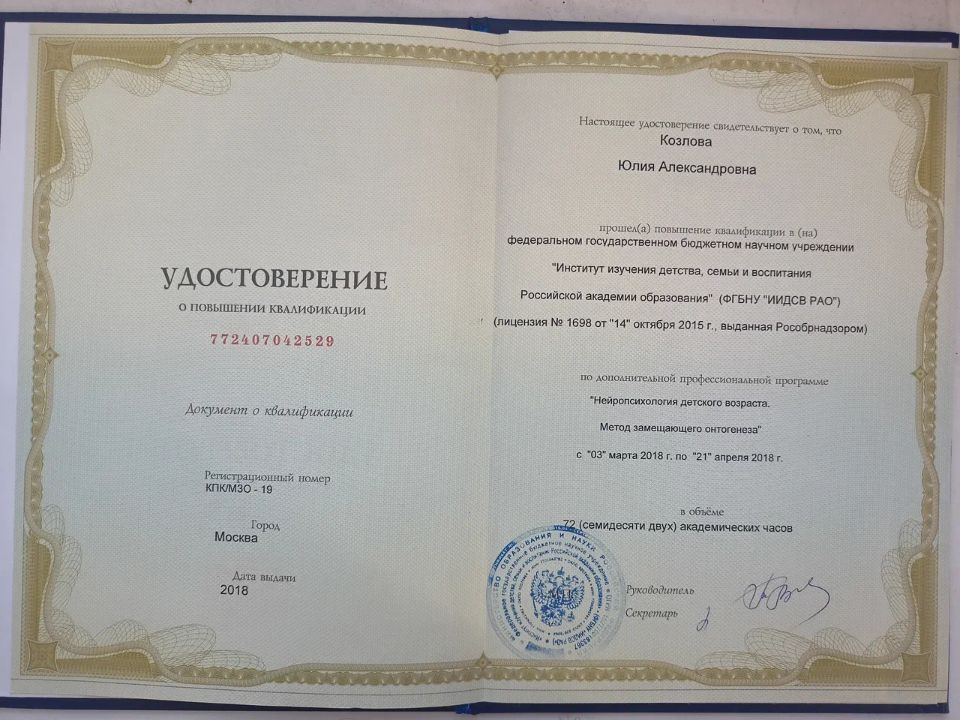 УДОСТОВЕРЕНИЕ
О ПОВЫШЕНИИ КВАЛИФИКАЦИИ
772407042529
Документ о квалификации
Регистрационный номер
КПК/МЗО - 19
Город
Москва
Дата выдачи
2018
Настоящее удостоверение свидетельствует о том, что
Козлова
Юлия Александровна
прошел(а) повышение квалификации в (на)
федеральном государственном бюджетном научном учреждении
"Институт изучения детства, семьи и воспитания
Российской академии образования" (ФГБНУ "ИИДСВ РАО")
(лицензия № 1698 от "14" октября 2015 г., выданная Рособрнадзором)
по дополнительной профессиональной программе
"Нейропсихология детского возраста.
Метод замещающего онтогенеза"
с "03" марта 2018 г. по "21" апреля 2018 г.
в объёме
72 (семидесяти двух) академических часов
Руководитель
Секретарь